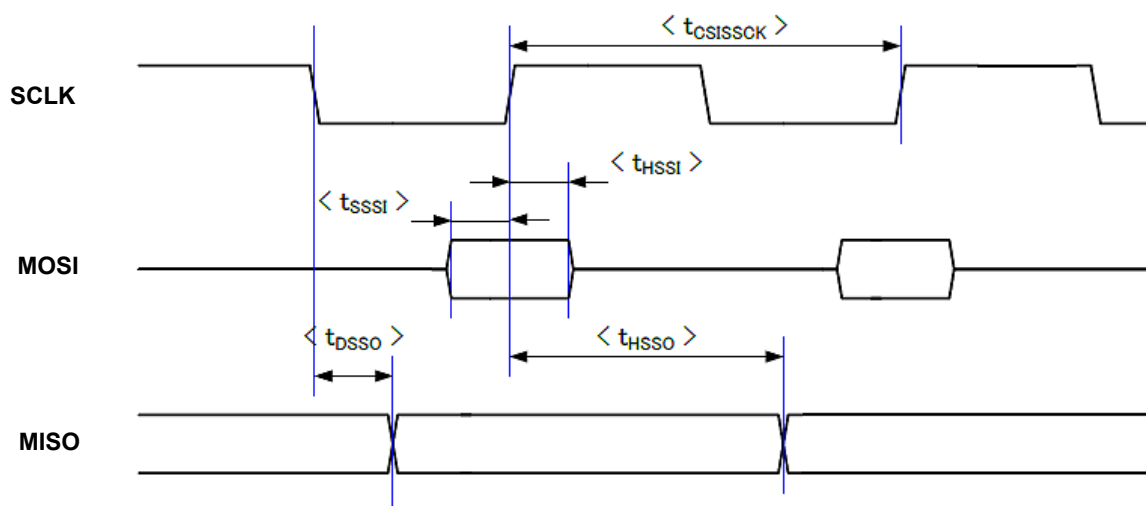 < tCSISSCK >
SCLK
< tHSSI >
< tSSSI >
MOSI
< tDSSO >
< tHSSO >
MISO